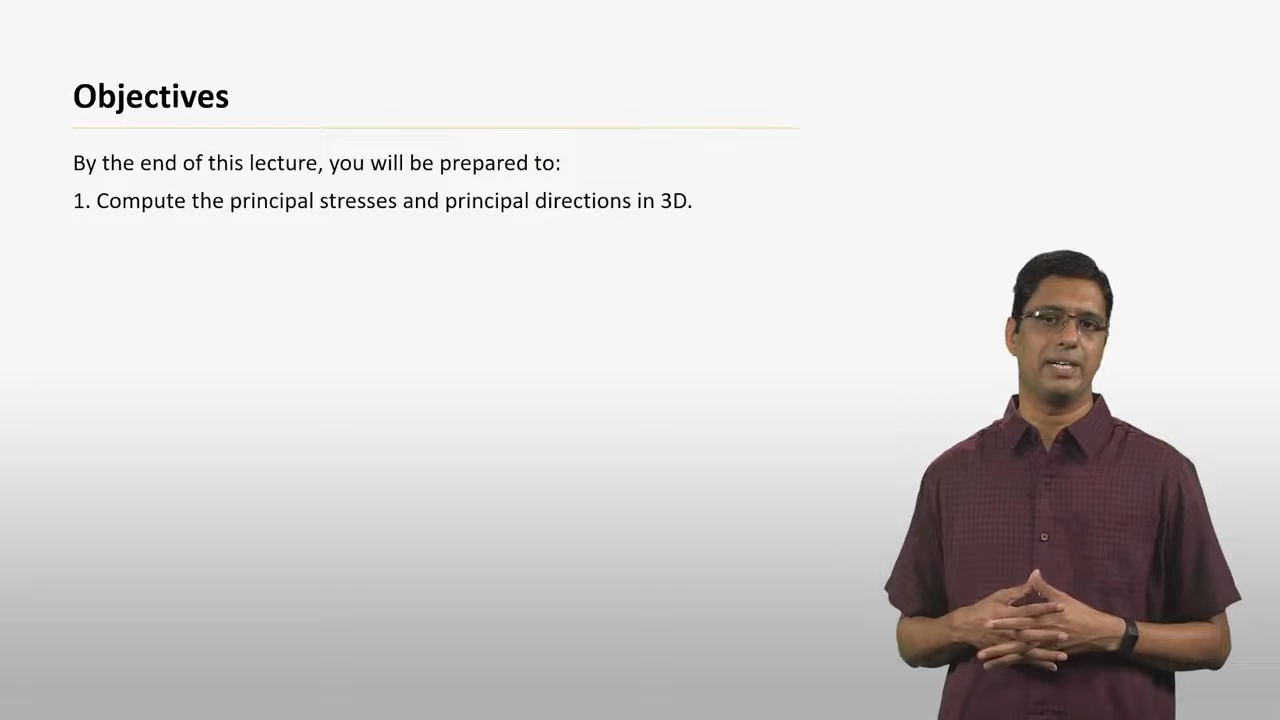 Objectives
By the end of this lecture, you will be prepared to:
1. Compute the principal stresses and principal directions in 3D.